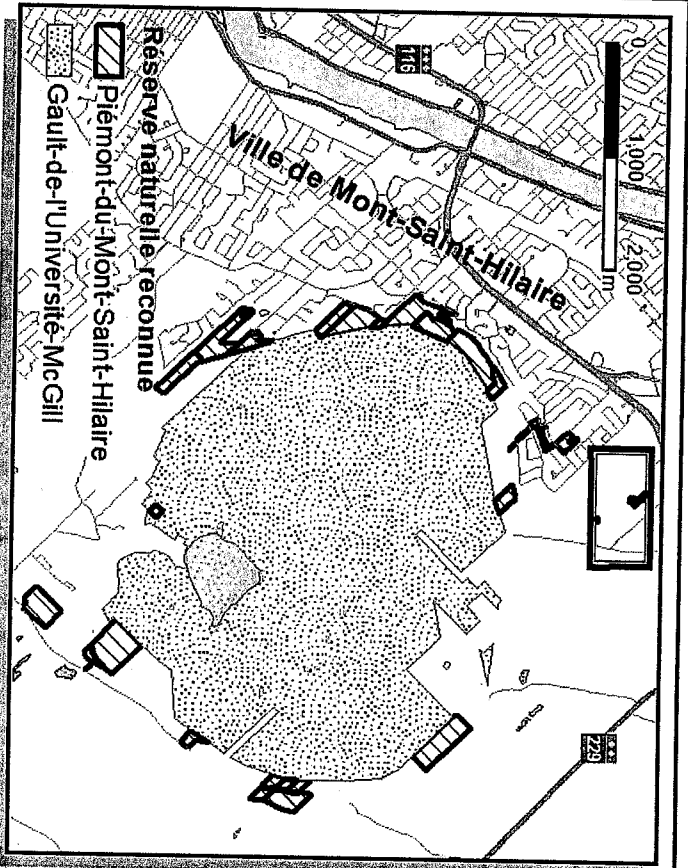 0 1,000 2,000
m
116
229
Ville de Mont-Saint-Hilaire
Réserve naturelle reconnue
Piémont-du-Mont-Saint-Hilaire
Gault-de-l'Université-McGill